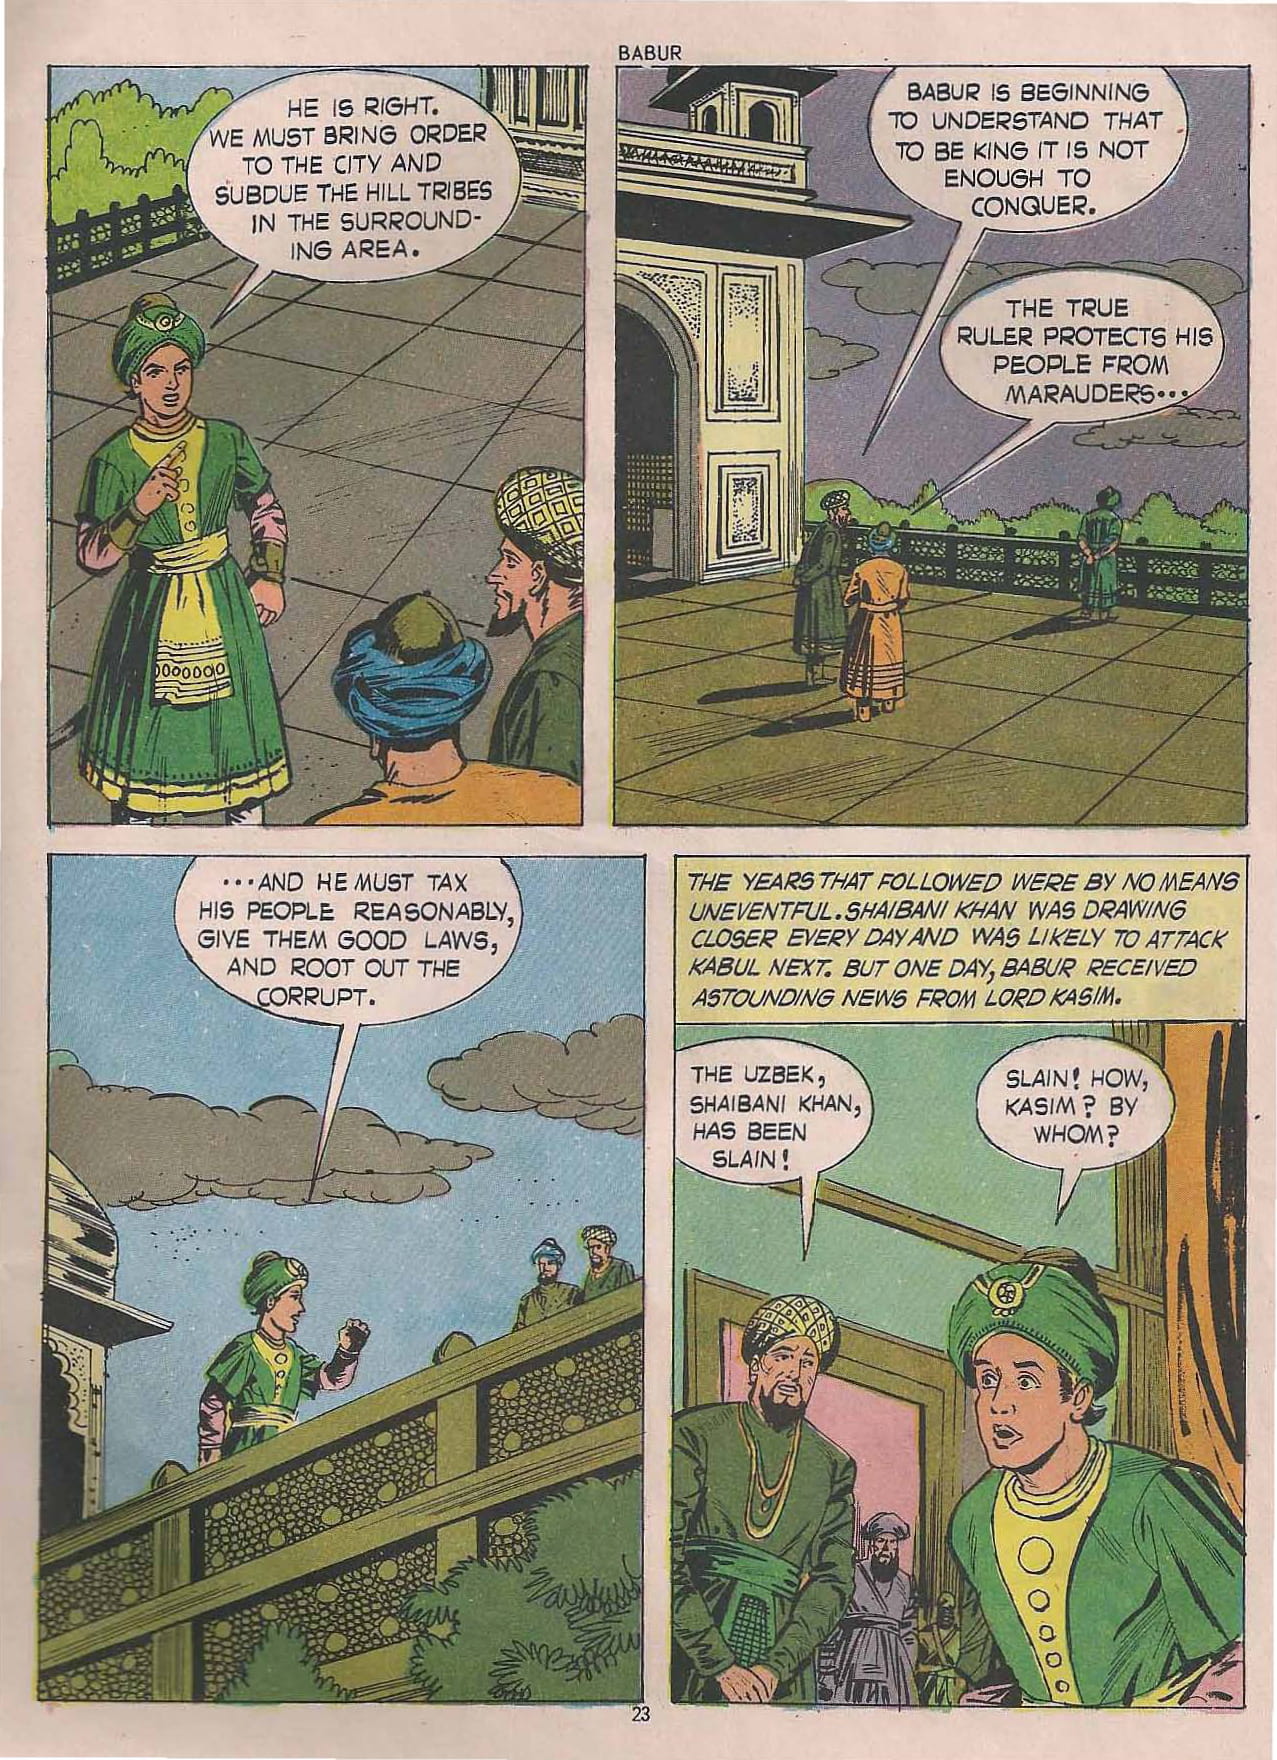 BABUR
HE IS RIGHT.
WE MUST BRING ORDER
TO THE CITY AND
SUBDUE THE HILL TRIBES
IN THE SURROUND-
ING AREA.
BABUR IS BEGINNING
TO UNDERSTAND THAT
TO BE KING IT IS NOT
ENOUGH TO
CONQUER.
THE TRUE
RULER PROTECTS HIS
PEOPLE FROM
MARAUDERS...
...AND HE MUST TAX
HIS PEOPLE REASONABLY,
GIVE THEM GOOD LAWS,
AND ROOT OUT THE
CORRUPT.
THE YEARS THAT FOLLOWED WERE BY NO MEANS
UNEVENTFUL. SHAIBANI KHAN WAS DRAWING
CLOSER EVERY DAY AND WAS LIKELY TO ATTACK
KABUL NEXT. BUT ONE DAY, BABUR RECEIVED
ASTOUNDING NEWS FROM LORD KASIM.
THE UZBEK,
SHAIBANI KHAN,
HAS BEEN
SLAIN!
SLAIN! HOW,
KASIM? BY
WHOM?
23